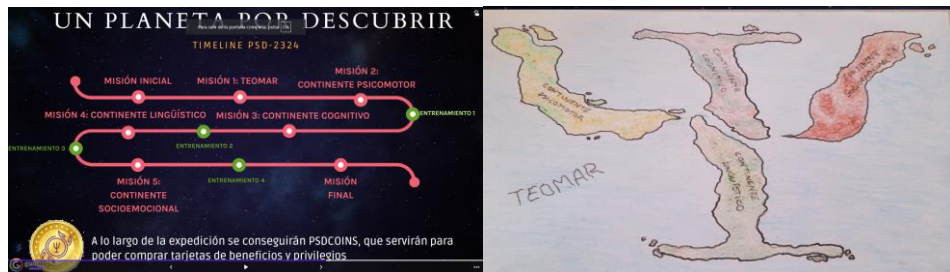 UN PLANETA POR DESCUBRIR
TIMELINE PSD-2324
MISIÓN INICIAL
MISIÓN 1: TEOMAR
MISIÓN 2:
CONTINENTE PSICOMOTOR
ENTRENAMIENTO 1
MISIÓN 4: CONTINENTE LINGÜÍSTICO
MISIÓN 3: CONTINENTE COGNITIVO
ENTRENAMIENTO 2
ENTRENAMIENTO 3
MISIÓN 5:
CONTINENTE
SOCIOEMOCIONAL
ENTRENAMIENTO 4
MISIÓN
FINAL
A lo largo de la expedición se conseguirán PSDCOINS, que servirán para
poder comprar tarjetas de beneficios y privilegios
CONTINENTE
PSICOMOTOR
CONTINENTE
COGNITIVO
CONTINENTE
CONTINENTE
LINGÜÍSTICO
TEOMAR